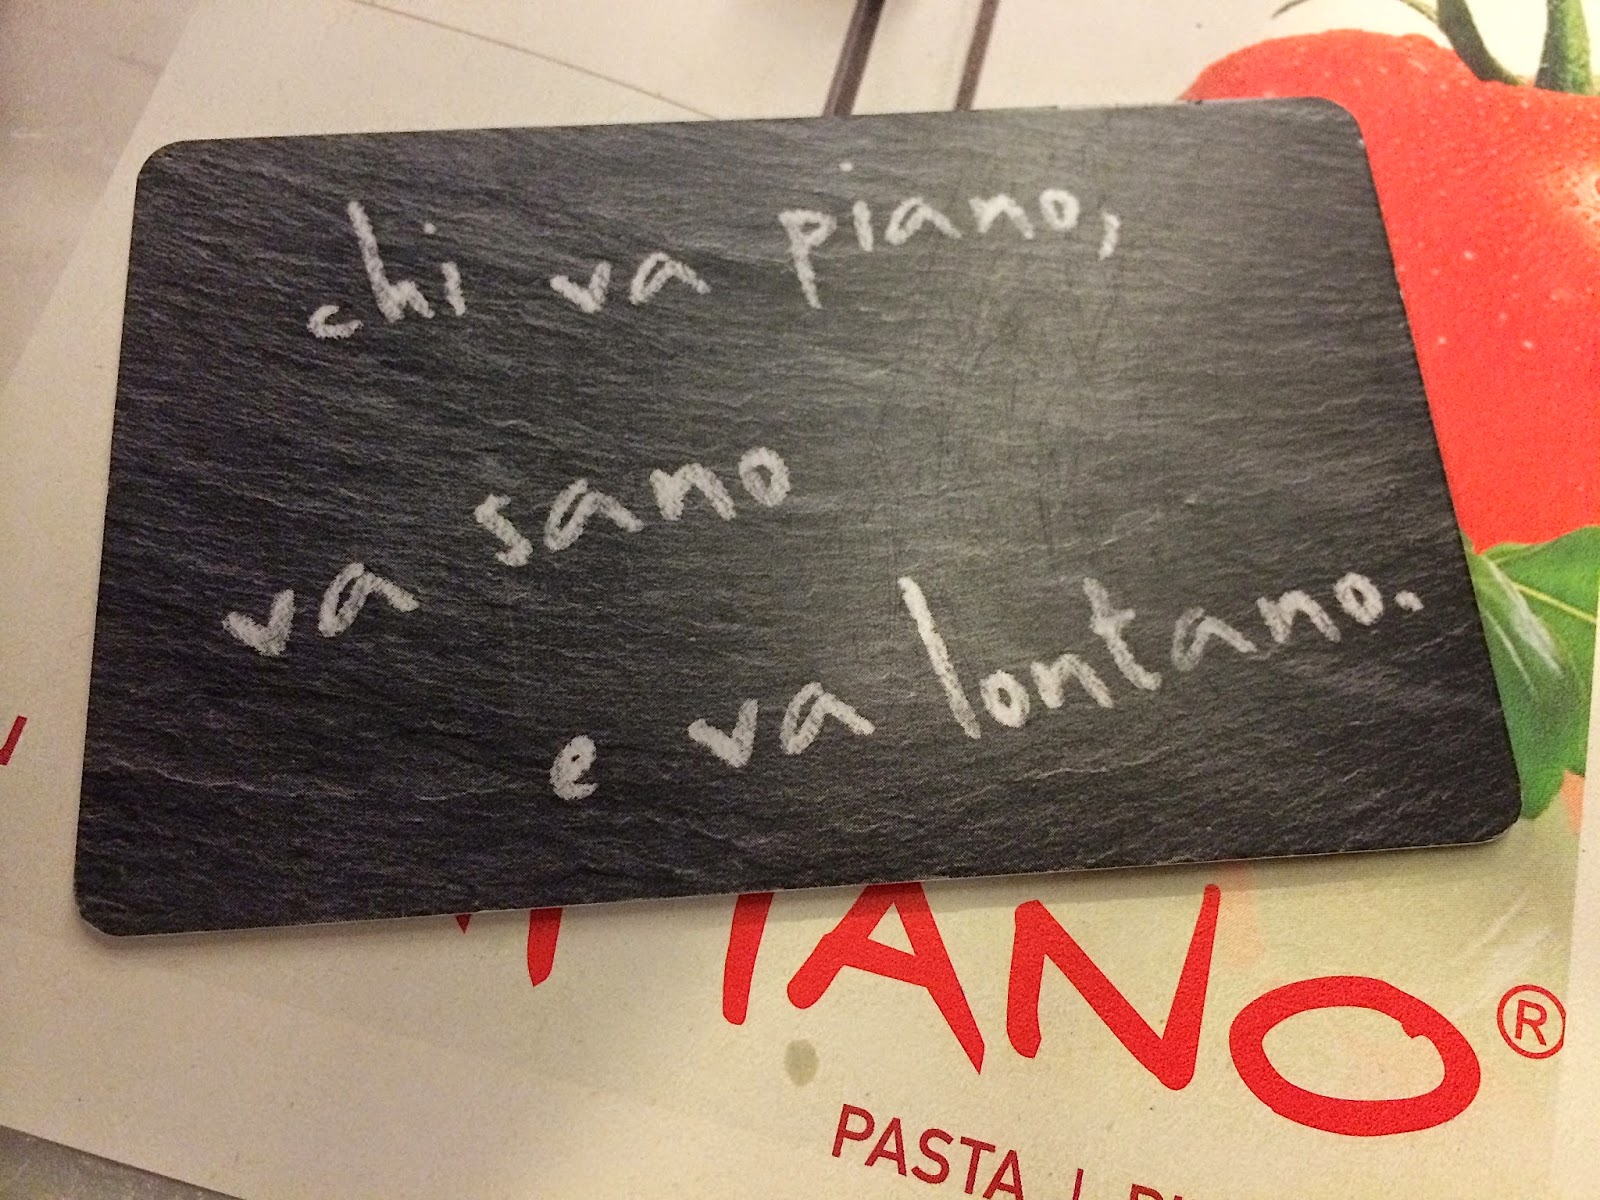 chi va piano,
va sano
e va lontano.
IANO®
PASTA |